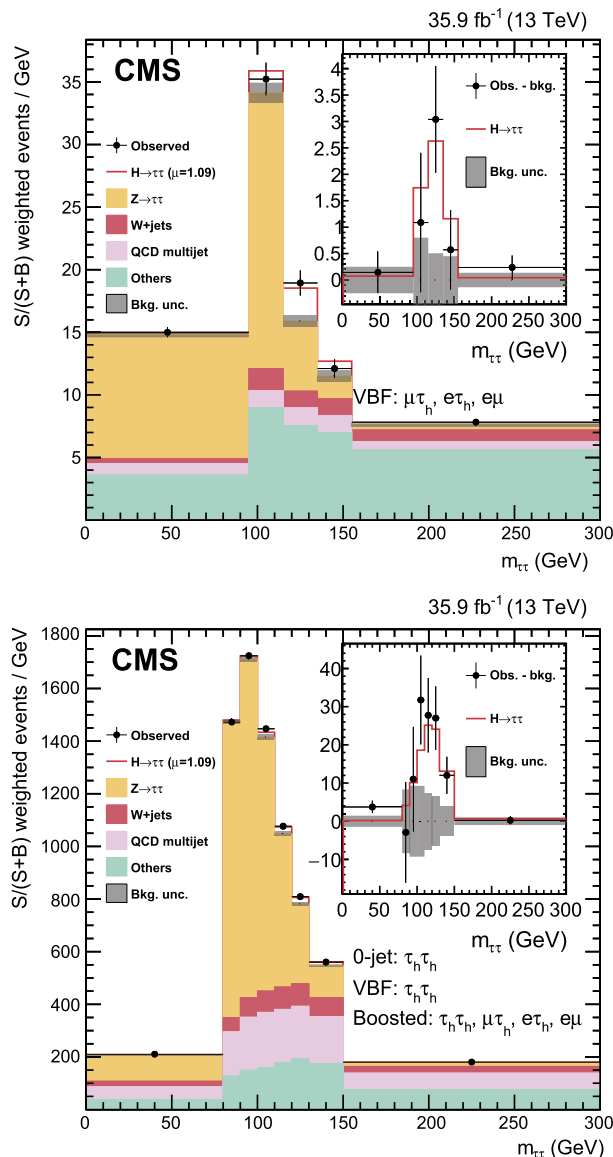 35.9 fb⁻¹ (13 TeV)
S/(S+B) weighted events / GeV
CMS
35
30
25
20
15
10
5
Observed
H→ττ (μ=1.09)
Z→ττ
W+jets
QCD multijet
Others
Bkg. unc.
4
3.5
3
2.5
2
1.5
1
0.5
0
Obs. - bkg.
H→ττ
Bkg. unc.
0 50 100 150 200 250 300
m_ττ (GeV)
VBF: μτ_h, eτ_h, eμ
0 50 100 150 200 250 300
m_ττ (GeV)
35.9 fb⁻¹ (13 TeV)
S/(S+B) weighted events / GeV
CMS
1800
1600
1400
1200
1000
800
600
400
200
Observed
H→ττ (μ=1.09)
Z→ττ
W+jets
QCD multijet
Others
Bkg. unc.
40
30
20
10
0
−10
Obs. - bkg.
H→ττ
Bkg. unc.
0 50 100 150 200 250 300
m_ττ (GeV)
0-jet: τ_hτ_h
VBF: τ_hτ_h
Boosted: τ_hτ_h, μτ_h, eτ_h, eμ
0 50 100 150 200 250 300
m_ττ (GeV)